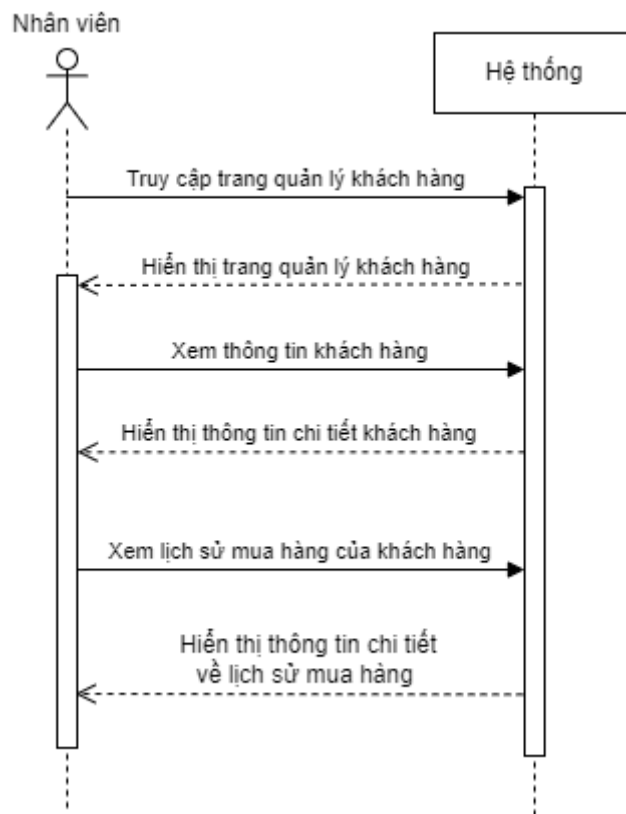 Nhân viên
Hệ thống
Truy cập trang quản lý khách hàng
Hiển thị trang quản lý khách hàng
Xem thông tin khách hàng
Hiển thị thông tin chi tiết khách hàng
Xem lịch sử mua hàng của khách hàng
Hiển thị thông tin chi tiết
về lịch sử mua hàng